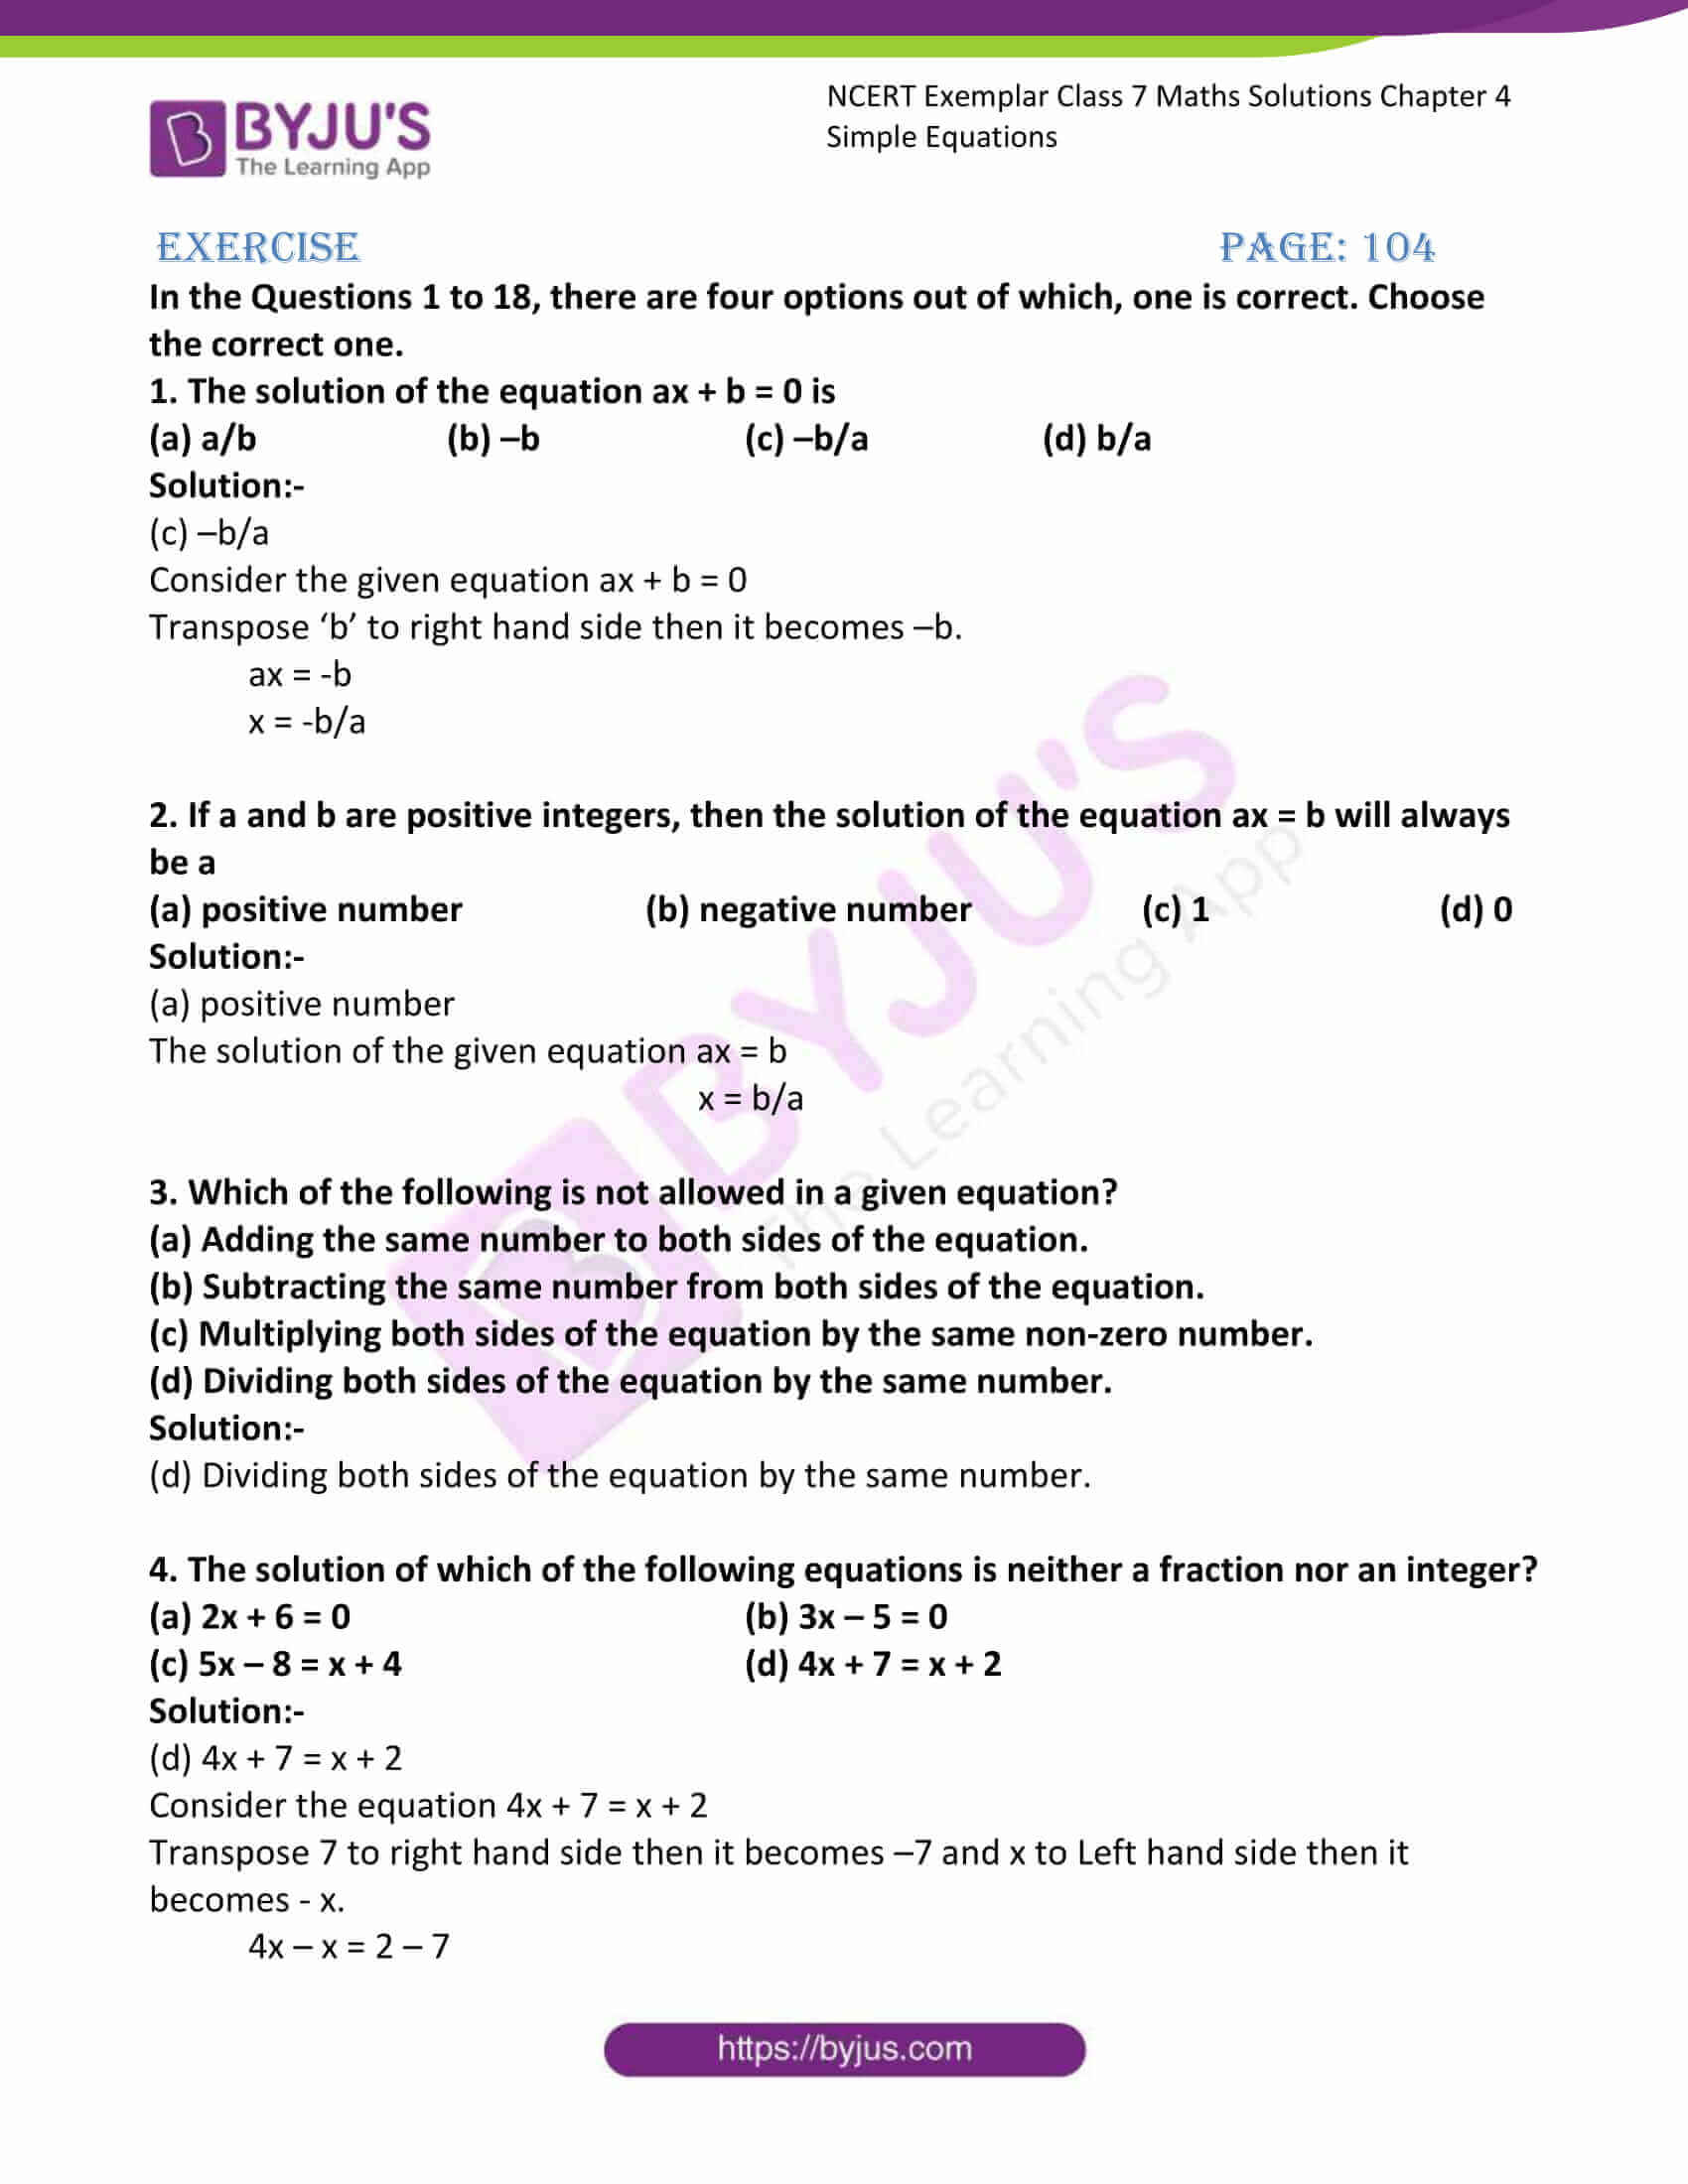 BYJU'S
The Learning App
NCERT Exemplar Class 7 Maths Solutions Chapter 4
Simple Equations
EXERCISE PAGE: 104
In the Questions 1 to 18, there are four options out of which, one is correct. Choose
the correct one.
1. The solution of the equation ax + b = 0 is
(a) a/b (b) –b (c) –b/a (d) b/a
Solution:-
(c) –b/a
Consider the given equation ax + b = 0
Transpose ‘b’ to right hand side then it becomes –b.
ax = -b
x = -b/a
2. If a and b are positive integers, then the solution of the equation ax = b will always
be a
(a) positive number (b) negative number (c) 1 (d) 0
Solution:-
(a) positive number
The solution of the given equation ax = b
x = b/a
3. Which of the following is not allowed in a given equation?
(a) Adding the same number to both sides of the equation.
(b) Subtracting the same number from both sides of the equation.
(c) Multiplying both sides of the equation by the same non-zero number.
(d) Dividing both sides of the equation by the same number.
Solution:-
(d) Dividing both sides of the equation by the same number.
4. The solution of which of the following equations is neither a fraction nor an integer?
(a) 2x + 6 = 0 (b) 3x – 5 = 0
(c) 5x – 8 = x + 4 (d) 4x + 7 = x + 2
Solution:-
(d) 4x + 7 = x + 2
Consider the equation 4x + 7 = x + 2
Transpose 7 to right hand side then it becomes –7 and x to Left hand side then it
becomes - x.
4x – x = 2 – 7
BYJU'S
The Learning App
https://byjus.com